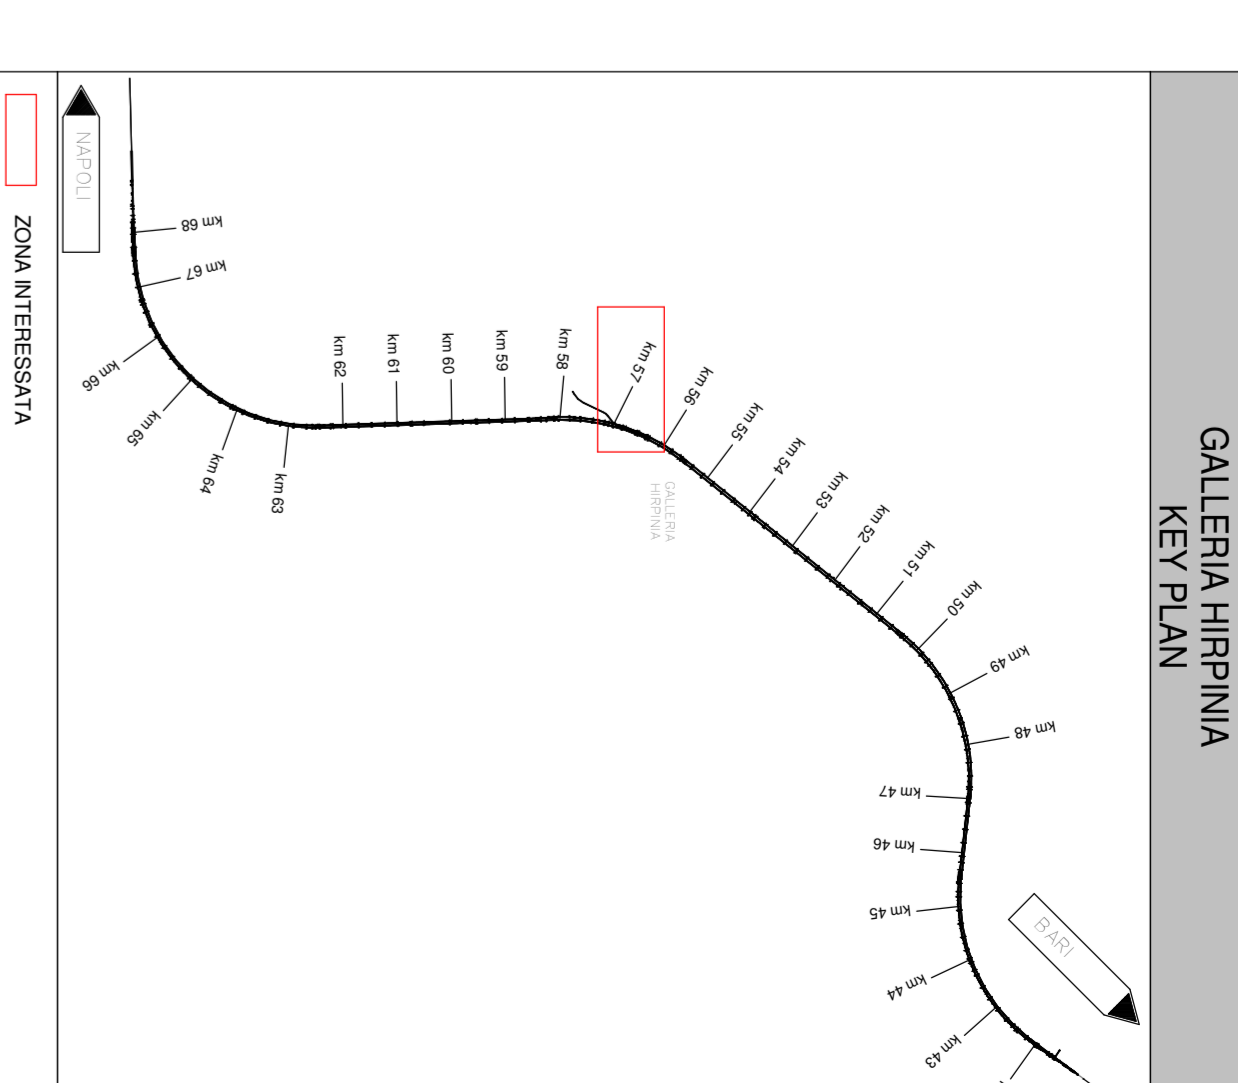 GALLERIA HIRPINIA
KEY PLAN
NAPOLI
km 68
km 67
km 66
km 65
km 64
km 63
km 62
km 61
km 60
km 59
km 58
km 57
km 56
km 55
km 54
km 53
km 52
km 51
km 50
km 49
km 48
km 47
km 46
km 45
km 44
km 43
GALLERIA
HIRPINIA
BARI
ZONA INTERESSATA